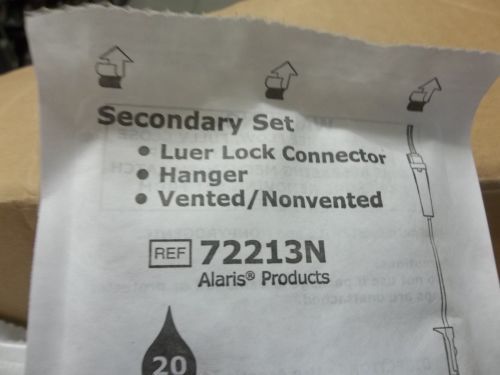 Secondary Set
• Luer Lock Connector
• Hanger
• Vented/Nonvented
REF 72213N
Alaris® Products
20